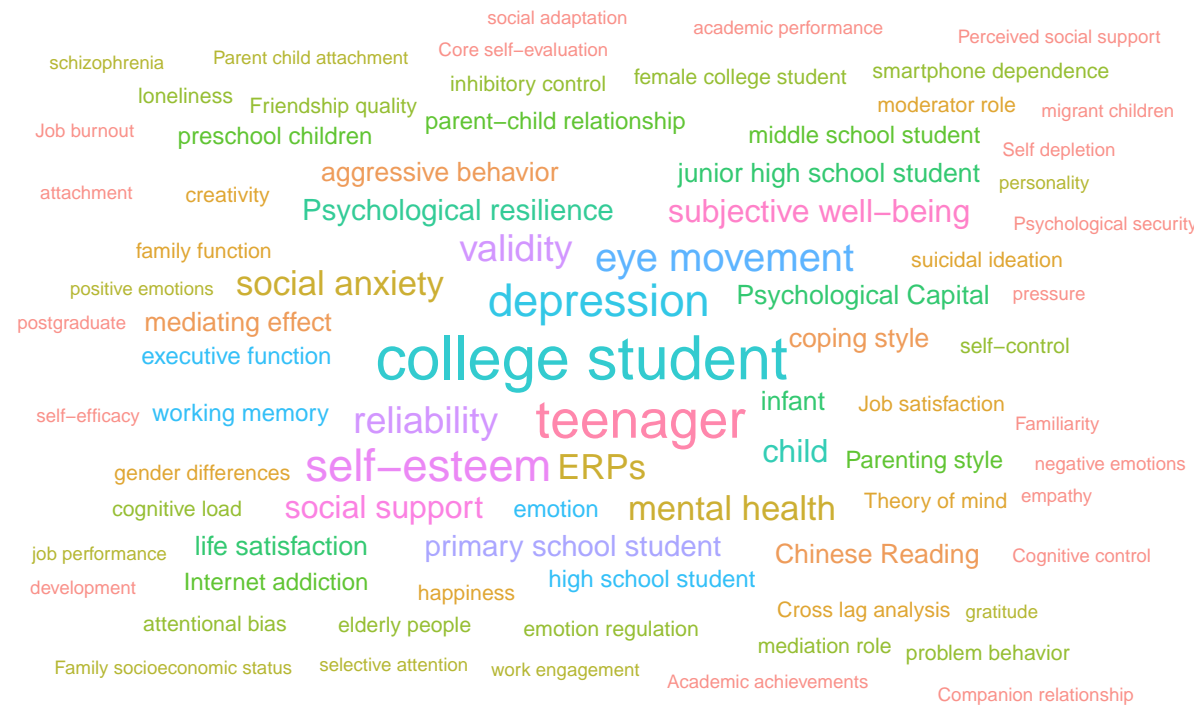 social adaptation
academic performance
Perceived social support
Core self−evaluation
Parent child attachment
schizophrenia
inhibitory control
female college student
smartphone dependence
loneliness
Friendship quality
moderator role
migrant children
Job burnout
preschool children
parent−child relationship
middle school student
Self depletion
aggressive behavior
junior high school student
personality
attachment
creativity
Psychological resilience
subjective well−being
Psychological security
family function
validity
eye movement
suicidal ideation
positive emotions
social anxiety
depression
Psychological Capital
pressure
postgraduate
mediating effect
coping style
executive function
college student
self−control
self−efficacy
working memory
reliability
teenager
infant
Job satisfaction
Familiarity
gender differences
self−esteem
ERPs
child
Parenting style
negative emotions
cognitive load
social support
emotion
mental health
Theory of mind
empathy
job performance
life satisfaction
primary school student
Chinese Reading
Cognitive control
development
Internet addiction
happiness
high school student
Cross lag analysis
gratitude
attentional bias
elderly people
emotion regulation
mediation role
problem behavior
Family socioeconomic status
selective attention
work engagement
Academic achievements
Companion relationship